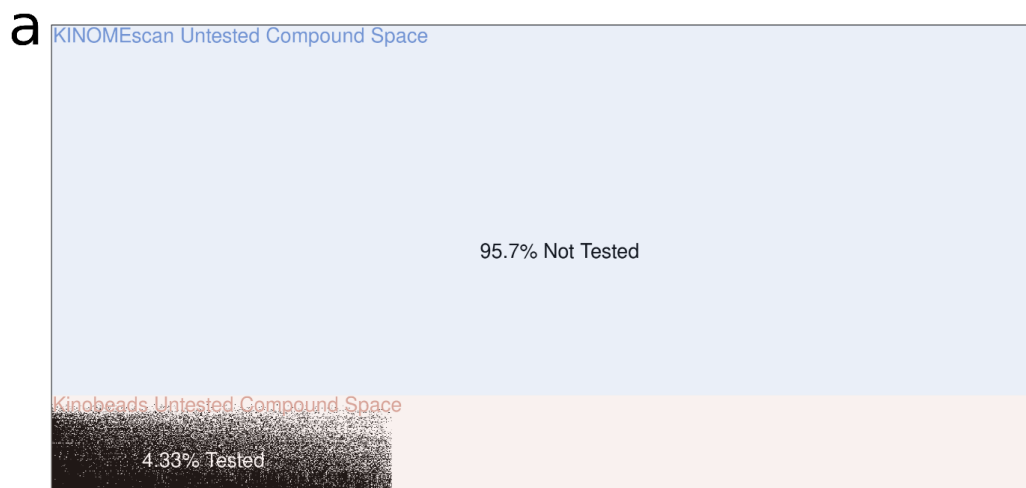 a
KINOMEscan Untested Compound Space
95.7% Not Tested
Kinobeads Untested Compound Space
4.33% Tested